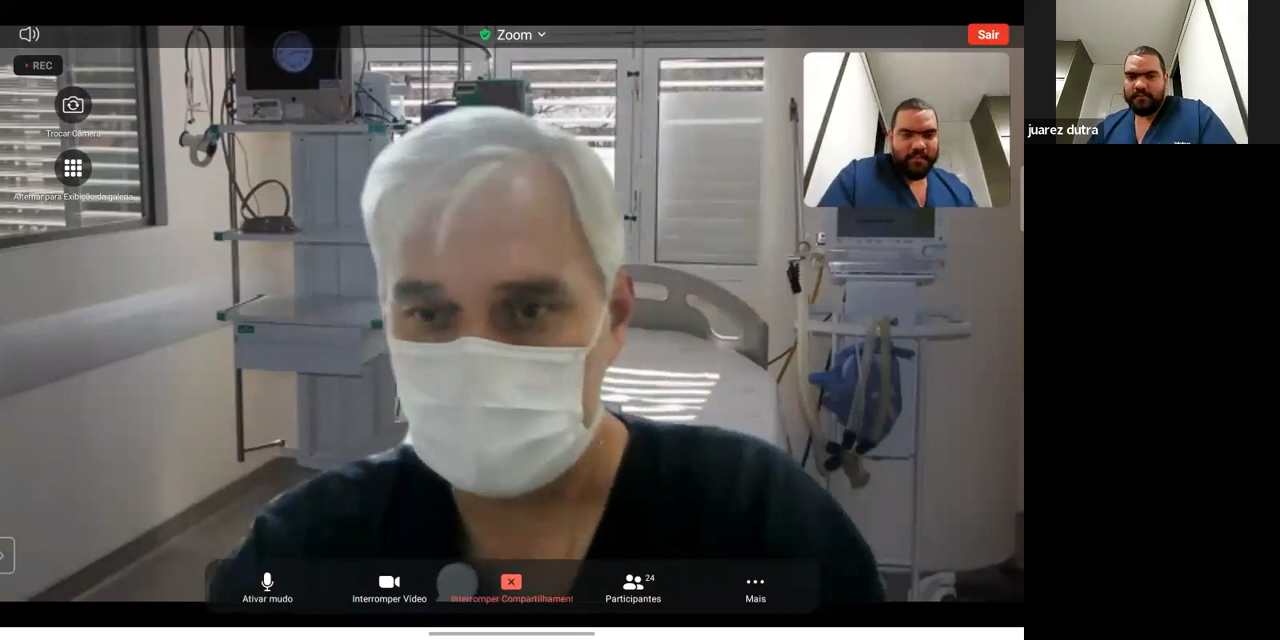 Zoom
Sair
REC
Trocar Câmera
Alternar para Exibição da galeria
juarez dutra
24
Ativar mudo
Interromper Vídeo
Interromper Compartilhament
Participantes
Mais